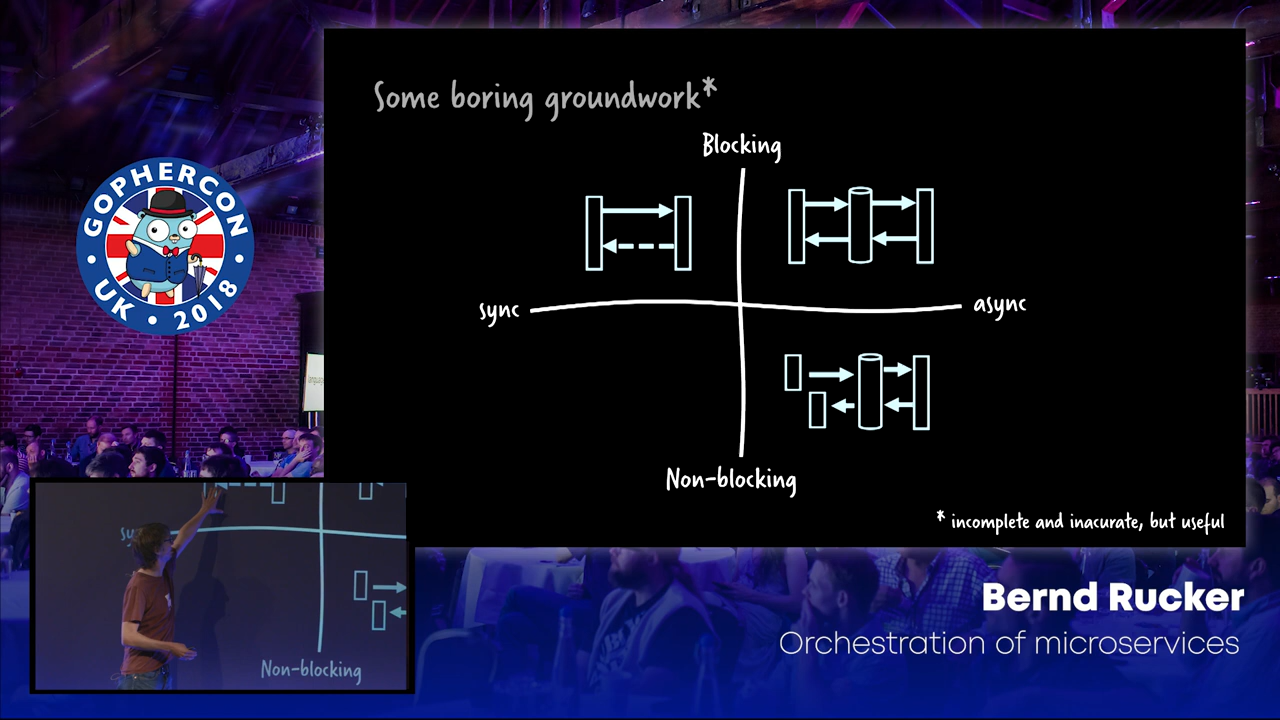 GOPHERCON
UK • 2018
Some boring groundwork*
Blocking
sync
async
Non-blocking
* incomplete and inacurate, but useful
sy
Non-blocking
Bernd Rucker
Orchestration of microservices